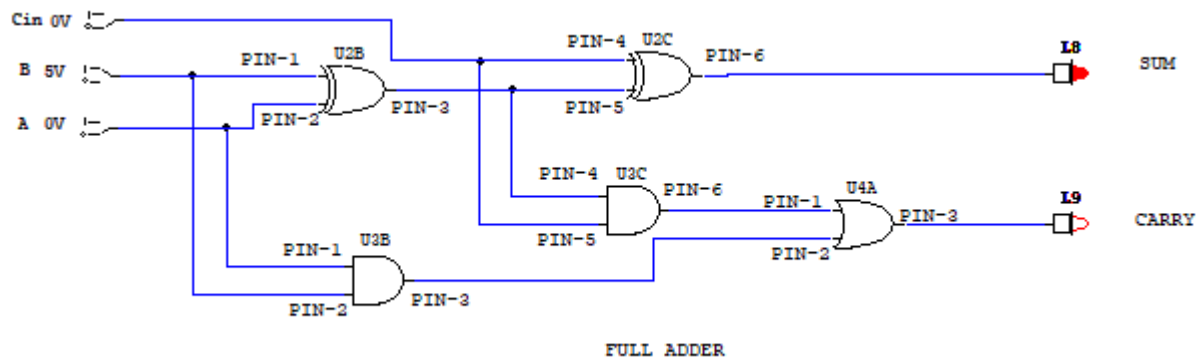 Cin 0V
B 5V
A 0V
PIN-1
U2B
PIN-2
PIN-3
PIN-4
U2C
PIN-6
PIN-5
L8
SUM
PIN-4
U3C
PIN-6
PIN-5
PIN-1
U4A
PIN-3
PIN-2
L9
CARRY
PIN-1
U3B
PIN-2
PIN-3
FULL ADDER